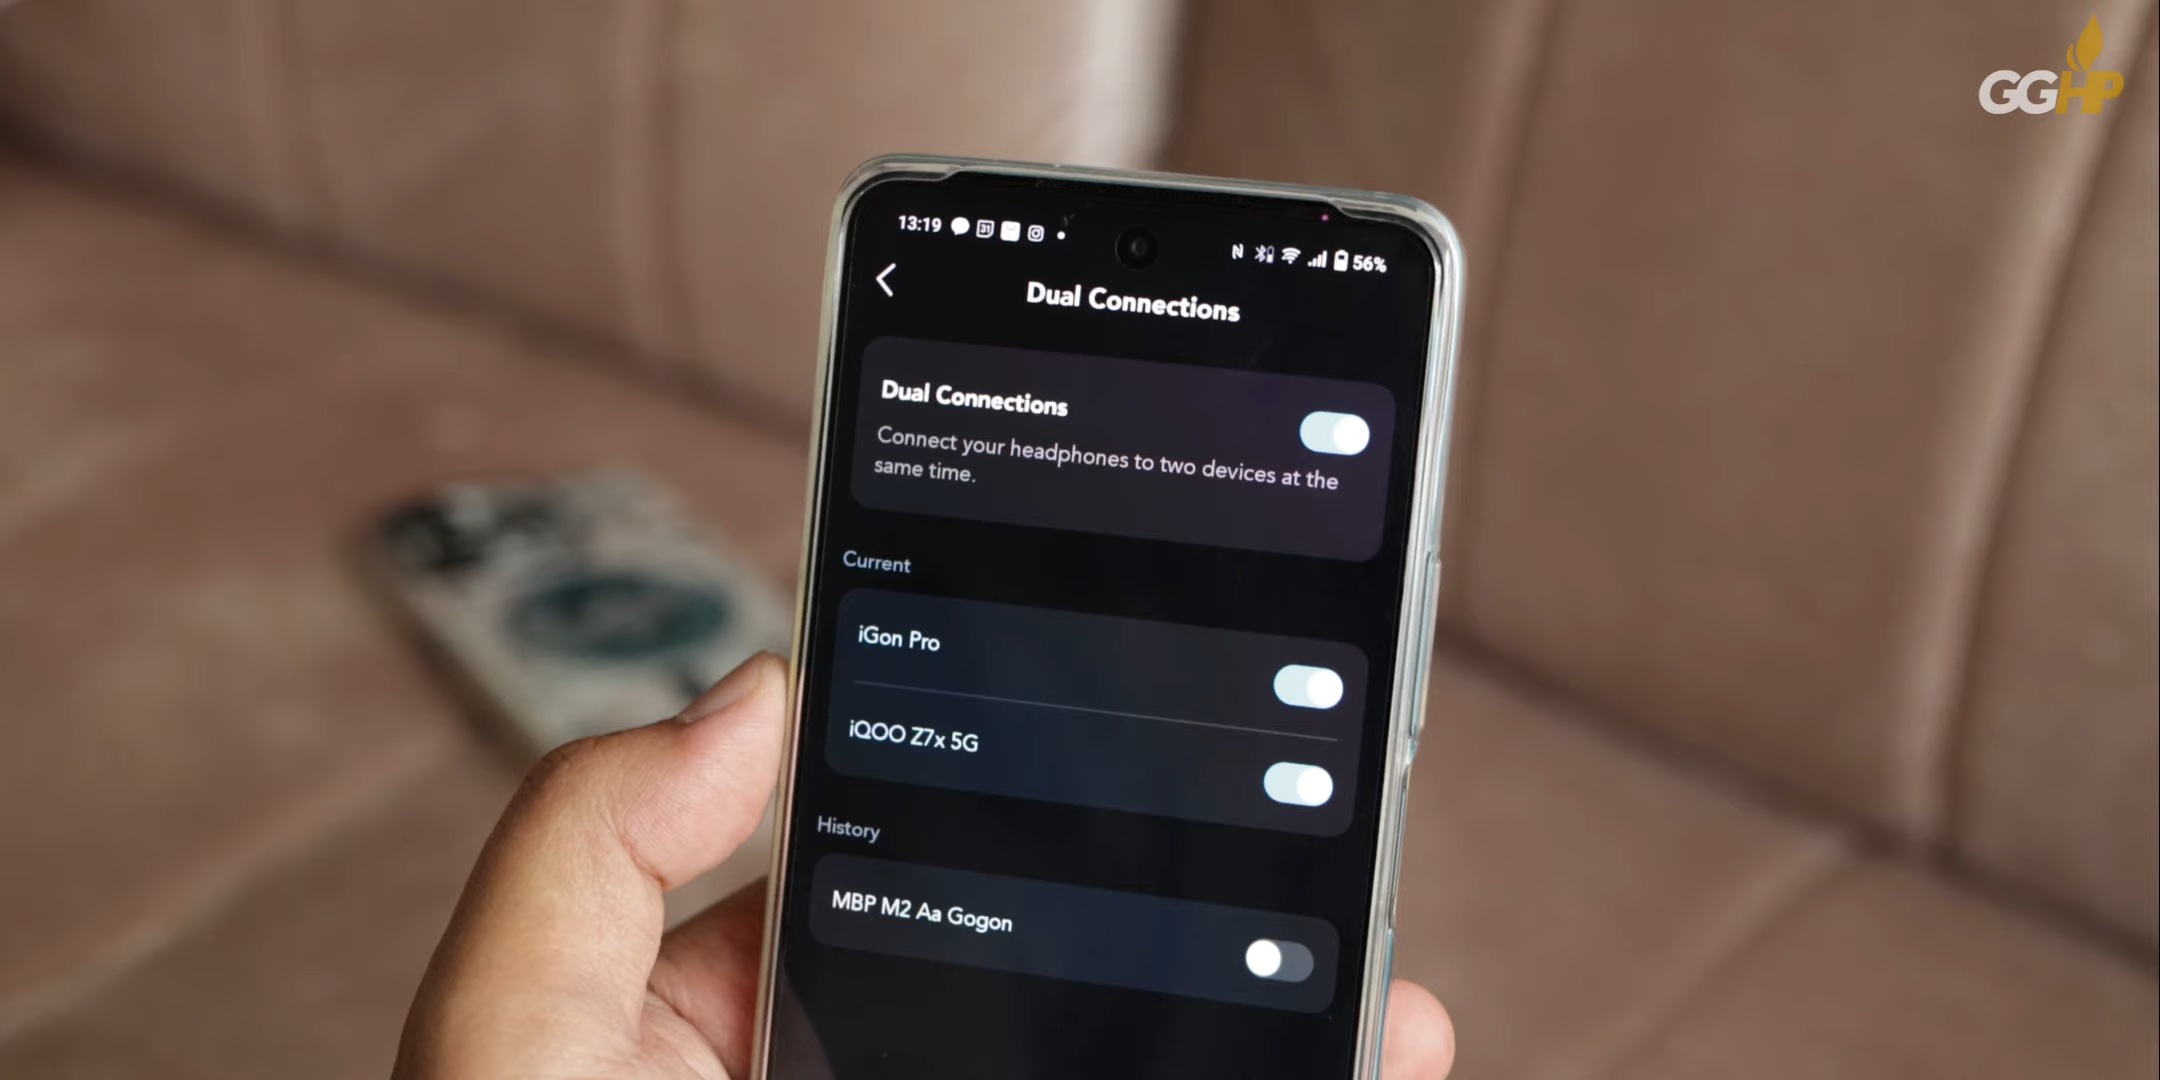 GGHP
13:19
31
56%
Dual Connections
Dual Connections
Connect your headphones to two devices at the
same time.
Current
iGon Pro
iQOO Z7x 5G
History
MBP M2 Aa Gogon